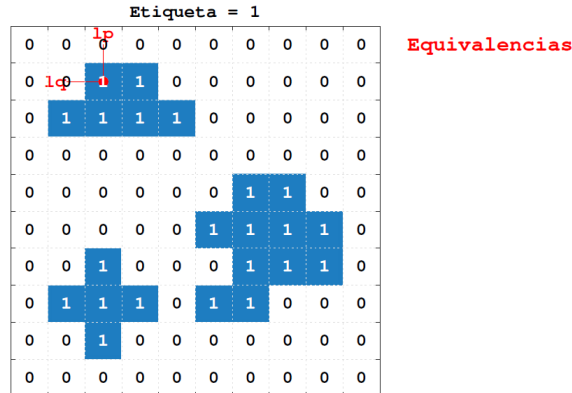 Etiqueta = 1
lp
Equivalencias
lq
0 0 0 0 0 0 0 0 0 0
0 0 1 1 0 0 0 0 0 0
0 1 1 1 1 0 0 0 0 0
0 0 0 0 0 0 0 0 0 0
0 0 0 0 0 0 1 1 0 0
0 0 0 0 0 1 1 1 1 0
0 0 1 0 0 0 1 1 1 0
0 1 1 1 0 1 1 0 0 0
0 0 1 0 0 0 0 0 0 0
0 0 0 0 0 0 0 0 0 0